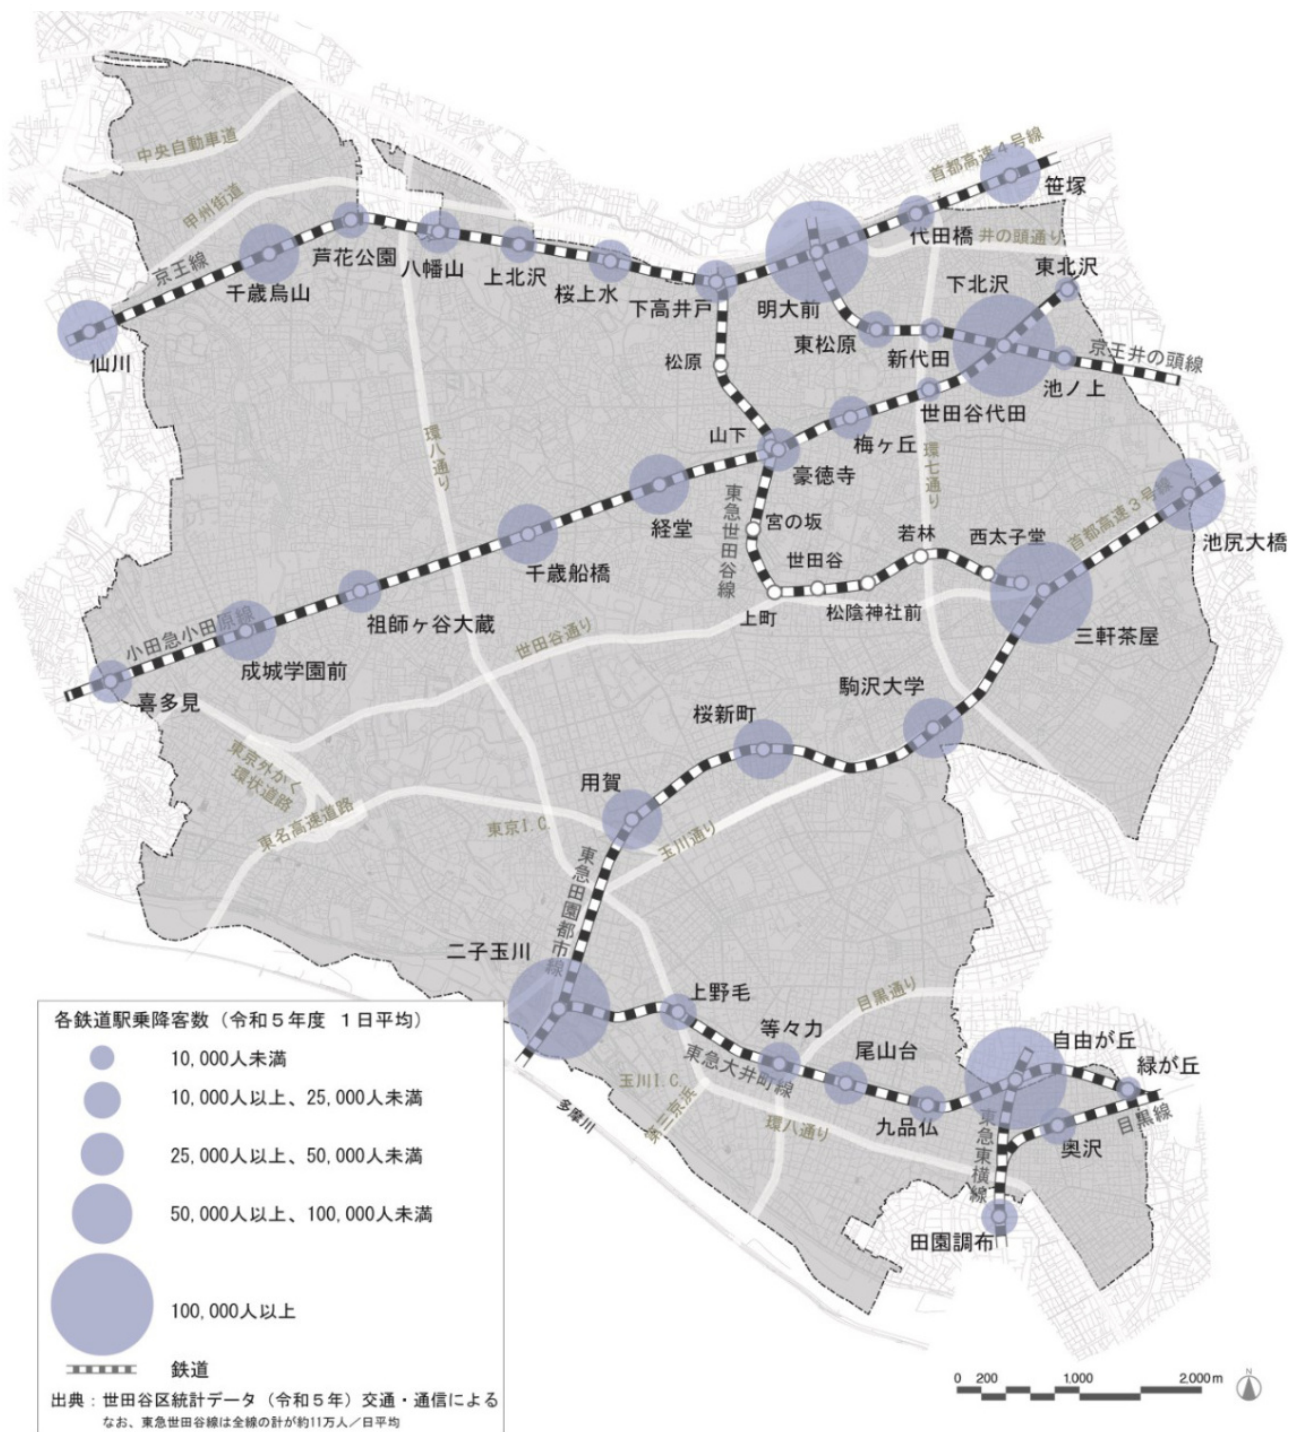 中央自動車道
甲州街道
首都高速4号線
笹塚
代田橋
井の頭通り
東北沢
下北沢
京王線
千歳烏山
芦花公園
八幡山
上北沢
桜上水
下高井戸
明大前
東松原
新代田
京王井の頭線
池ノ上
仙川
松原
世田谷代田
山下
梅ヶ丘
豪徳寺
環八通り
環七通り
経堂
東急世田谷線
宮の坂
若林
西太子堂
首都高速3号線
池尻大橋
千歳船橋
世田谷
上町
松陰神社前
三軒茶屋
祖師ヶ谷大蔵
小田急小田原線
成城学園前
世田谷通り
喜多見
駒沢大学
桜新町
東京外かく
環状道路
用賀
東名高速道路
東京I.C.
玉川通り
東急田園都市線
二子玉川
上野毛
目黒通り
等々力
尾山台
自由が丘
緑が丘
東急大井町線
玉川I.C.
第三京浜
多摩川
環八通り
九品仏
東急東横線
目黒線
奥沢
田園調布
各鉄道駅乗降客数（令和5年度 1日平均）
10,000人未満
10,000人以上、25,000人未満
25,000人以上、50,000人未満
50,000人以上、100,000人未満
100,000人以上
鉄道
出典：世田谷区統計データ（令和5年）交通・通信による
なお、東急世田谷線は全線の計が約11万人／日平均
0 200 1,000 2,000m
N